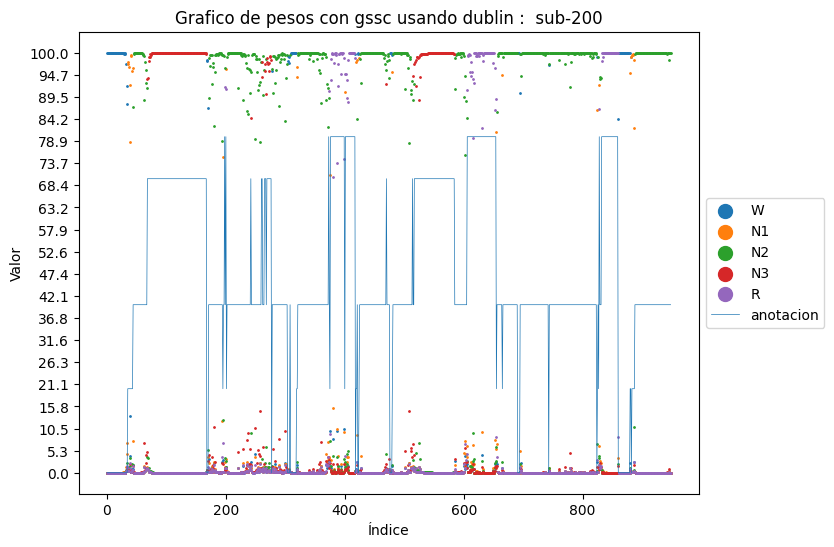 Grafico de pesos con gssc usando dublin :  sub-200
Valor
100.0
94.7
89.5
84.2
78.9
73.7
68.4
63.2
57.9
52.6
47.4
42.1
36.8
31.6
26.3
21.1
15.8
10.5
5.3
0.0
0 200 400 600 800
Índice
W
N1
N2
N3
R
anotacion